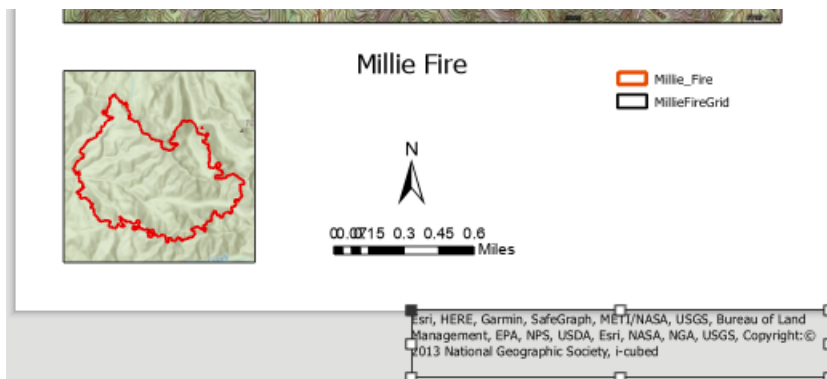 Millie Fire
Millie_Fire
MillieFireGrid
N
0.3 0.45 0.6
Miles
Esri, HERE, Garmin, SafeGraph, METI/NASA, USGS, Bureau of Land
Management, EPA, NPS, USDA, Esri, NASA, NGA, USGS, Copyright:©
2013 National Geographic Society, i-cubed